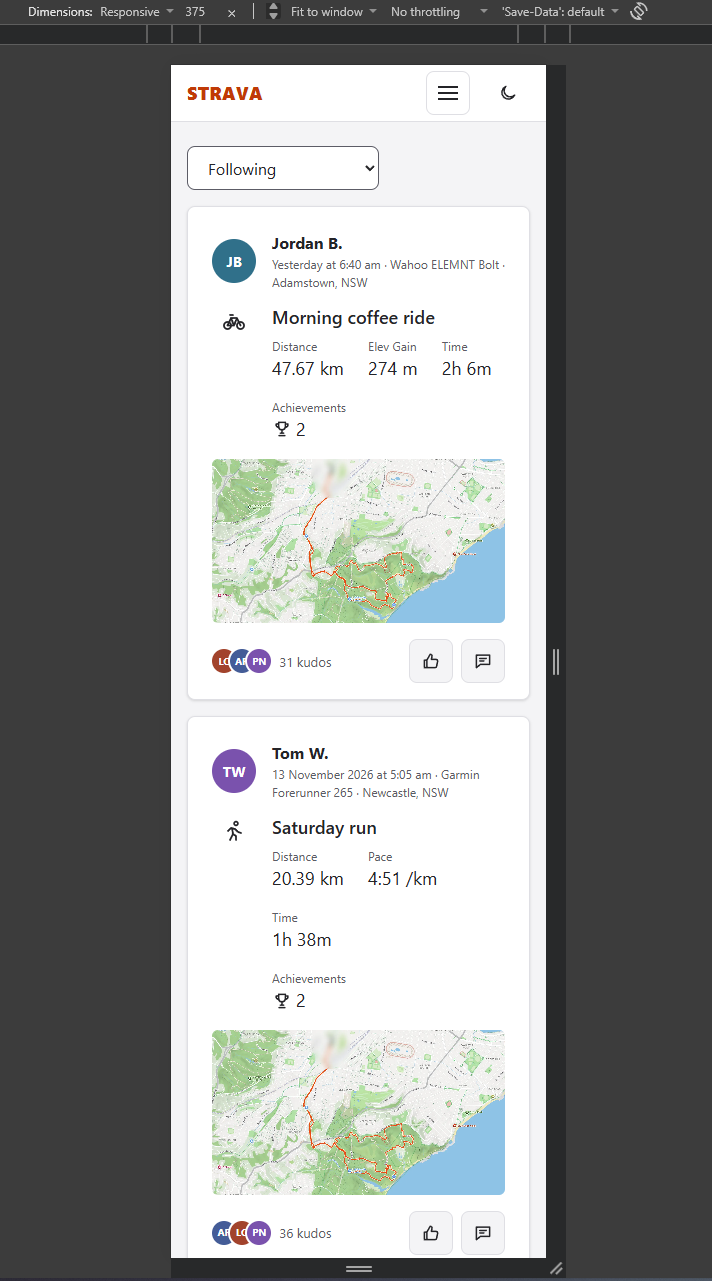 Dimensions: Responsive 375 × Fit to window No throttling 'Save-Data': default
STRAVA
Following
JB
Jordan B.
Yesterday at 6:40 am · Wahoo ELEMNT Bolt ·
Adamstown, NSW
Morning coffee ride
Distance Elev Gain Time
47.67 km 274 m 2h 6m
Achievements
2
PN 31 kudos
TW
Tom W.
13 November 2026 at 5:05 am · Garmin
Forerunner 265 · Newcastle, NSW
Saturday run
Distance Pace
20.39 km 4:51 /km
Time
1h 38m
Achievements
2
PN 36 kudos